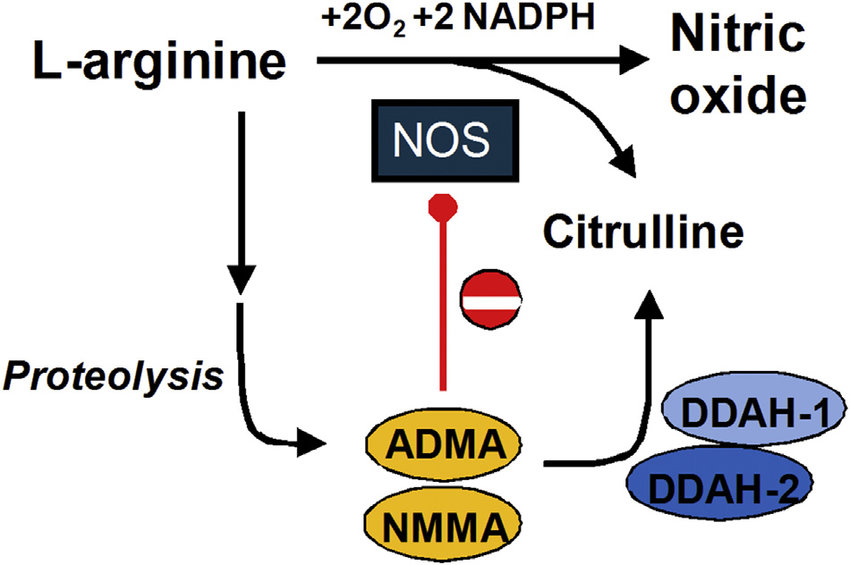 +2O2 +2 NADPH
L-arginine
Nitric
oxide
NOS
Citrulline
Proteolysis
ADMA
NMMA
DDAH-1
DDAH-2